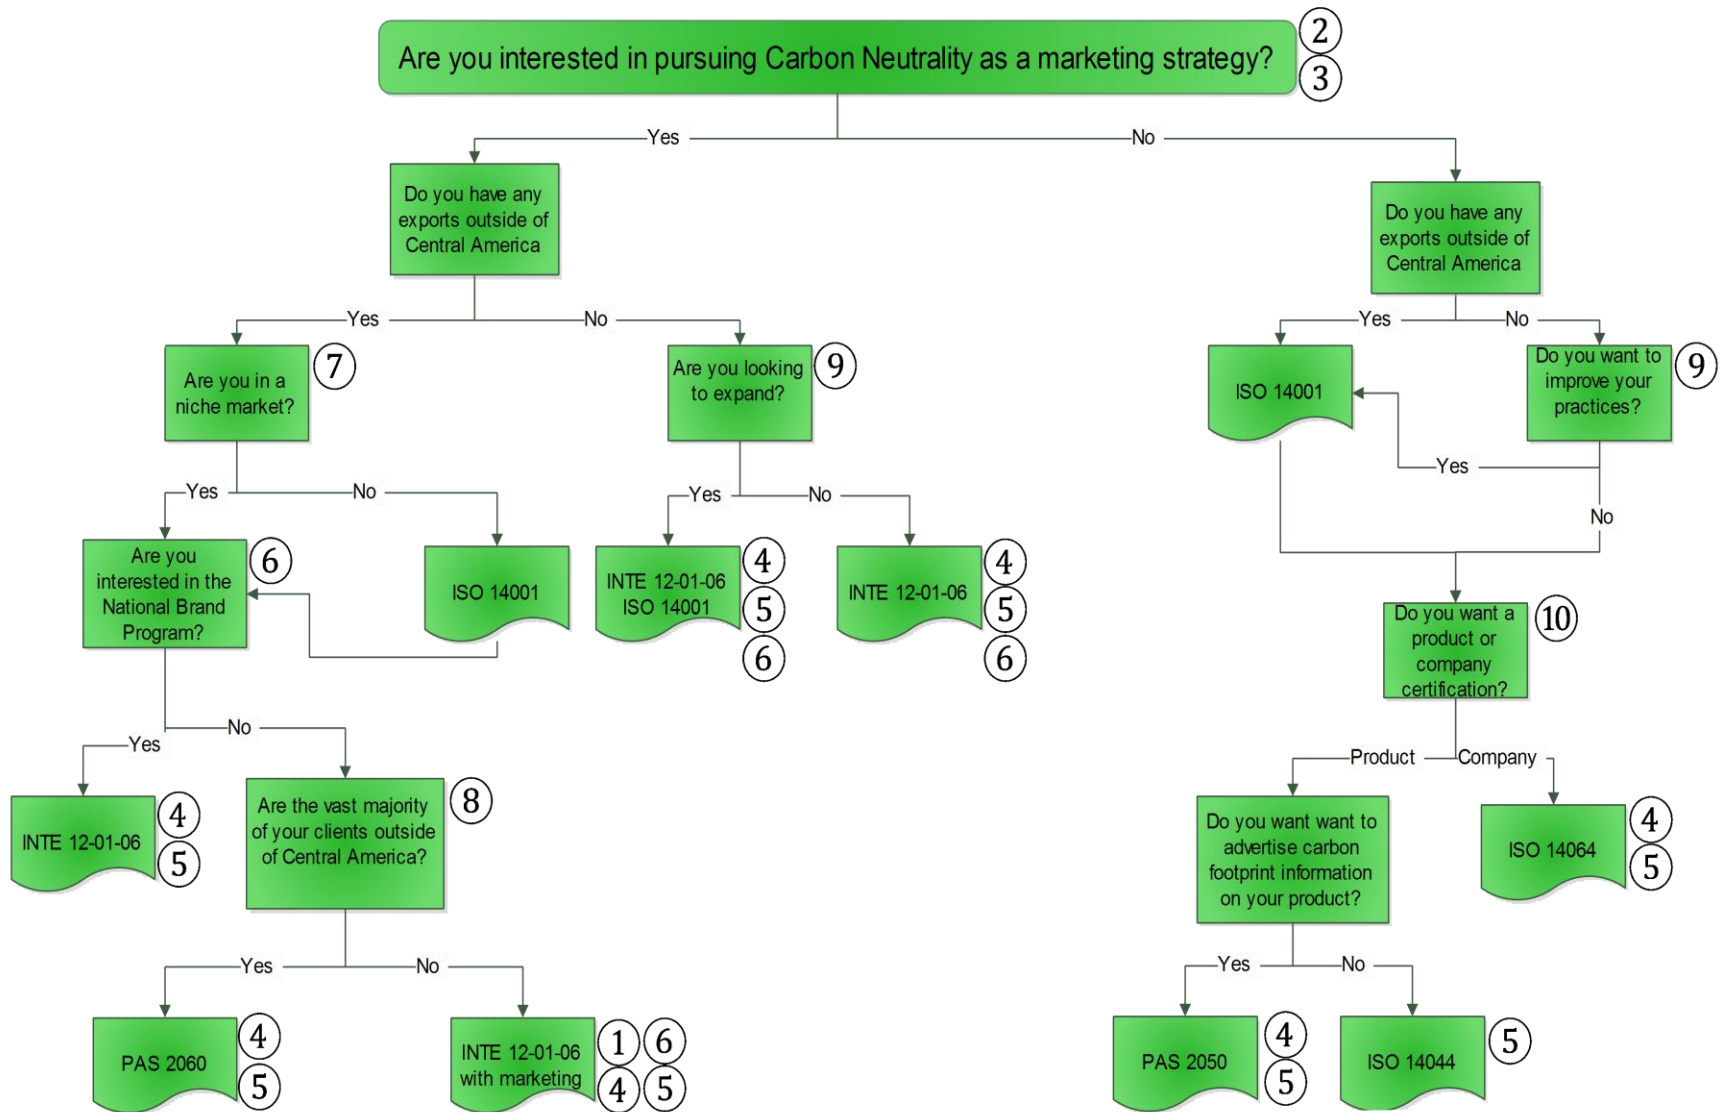 Are you interested in pursuing Carbon Neutrality as a marketing strategy?
2
3
Yes
No
Do you have any
exports outside of
Central America
Do you have any
exports outside of
Central America
Yes
No
Yes
No
Are you in a
niche market?
7
Are you looking
to expand?
9
ISO 14001
Do you want to
improve your
practices?
9
Yes
No
Yes
No
Yes
No
Are you
interested in the
National Brand
Program?
6
ISO 14001
INTE 12-01-06
ISO 14001
4
5
6
INTE 12-01-06
4
5
6
Do you want a
product or
company
certification?
10
Yes
No
Product
Company
INTE 12-01-06
4
5
Are the vast majority
of your clients outside
of Central America?
8
Do you want want to
advertise carbon
footprint information
on your product?
ISO 14064
4
5
Yes
No
Yes
No
PAS 2060
4
5
INTE 12-01-06
with marketing
1
6
4
5
PAS 2050
4
5
ISO 14044
5